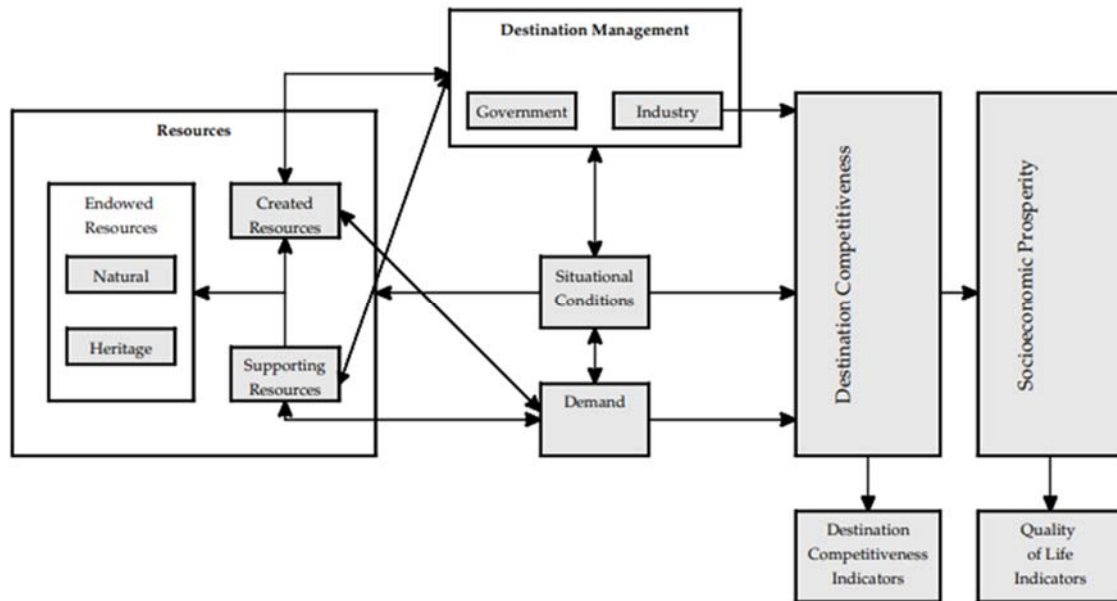 Destination Management
Government
Industry
Resources
Endowed
Resources
Natural
Heritage
Created
Resources
Supporting
Resources
Situational
Conditions
Demand
Destination Competitiveness
Socioeconomic Prosperity
Destination
Competitiveness
Indicators
Quality
of Life
Indicators